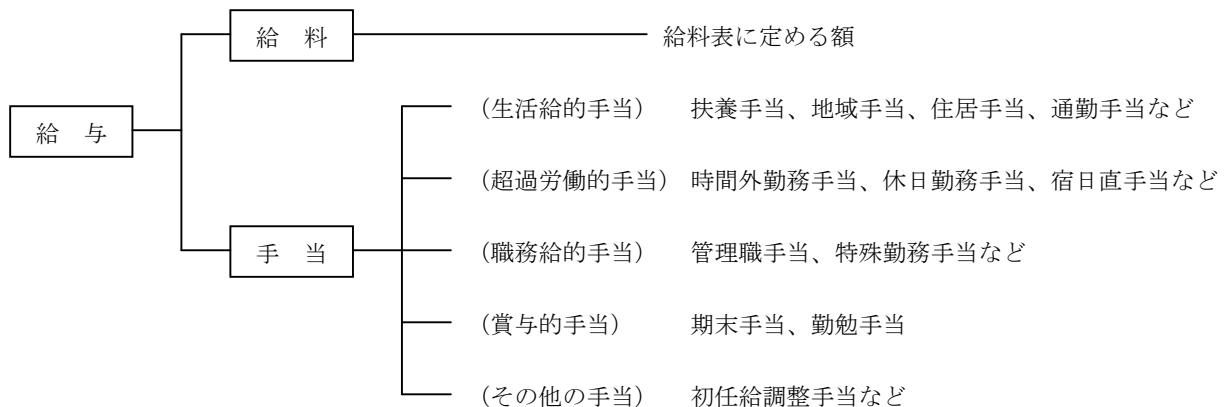 給 料 給料表に定める額
(生活給的手当) 扶養手当、地域手当、住居手当、通勤手当など
給 与
(超過労働的手当) 時間外勤務手当、休日勤務手当、宿日直手当など
手 当 (職務給的手当) 管理職手当、特殊勤務手当など
(賞与的手当) 期末手当、勤勉手当
(その他の手当) 初任給調整手当など